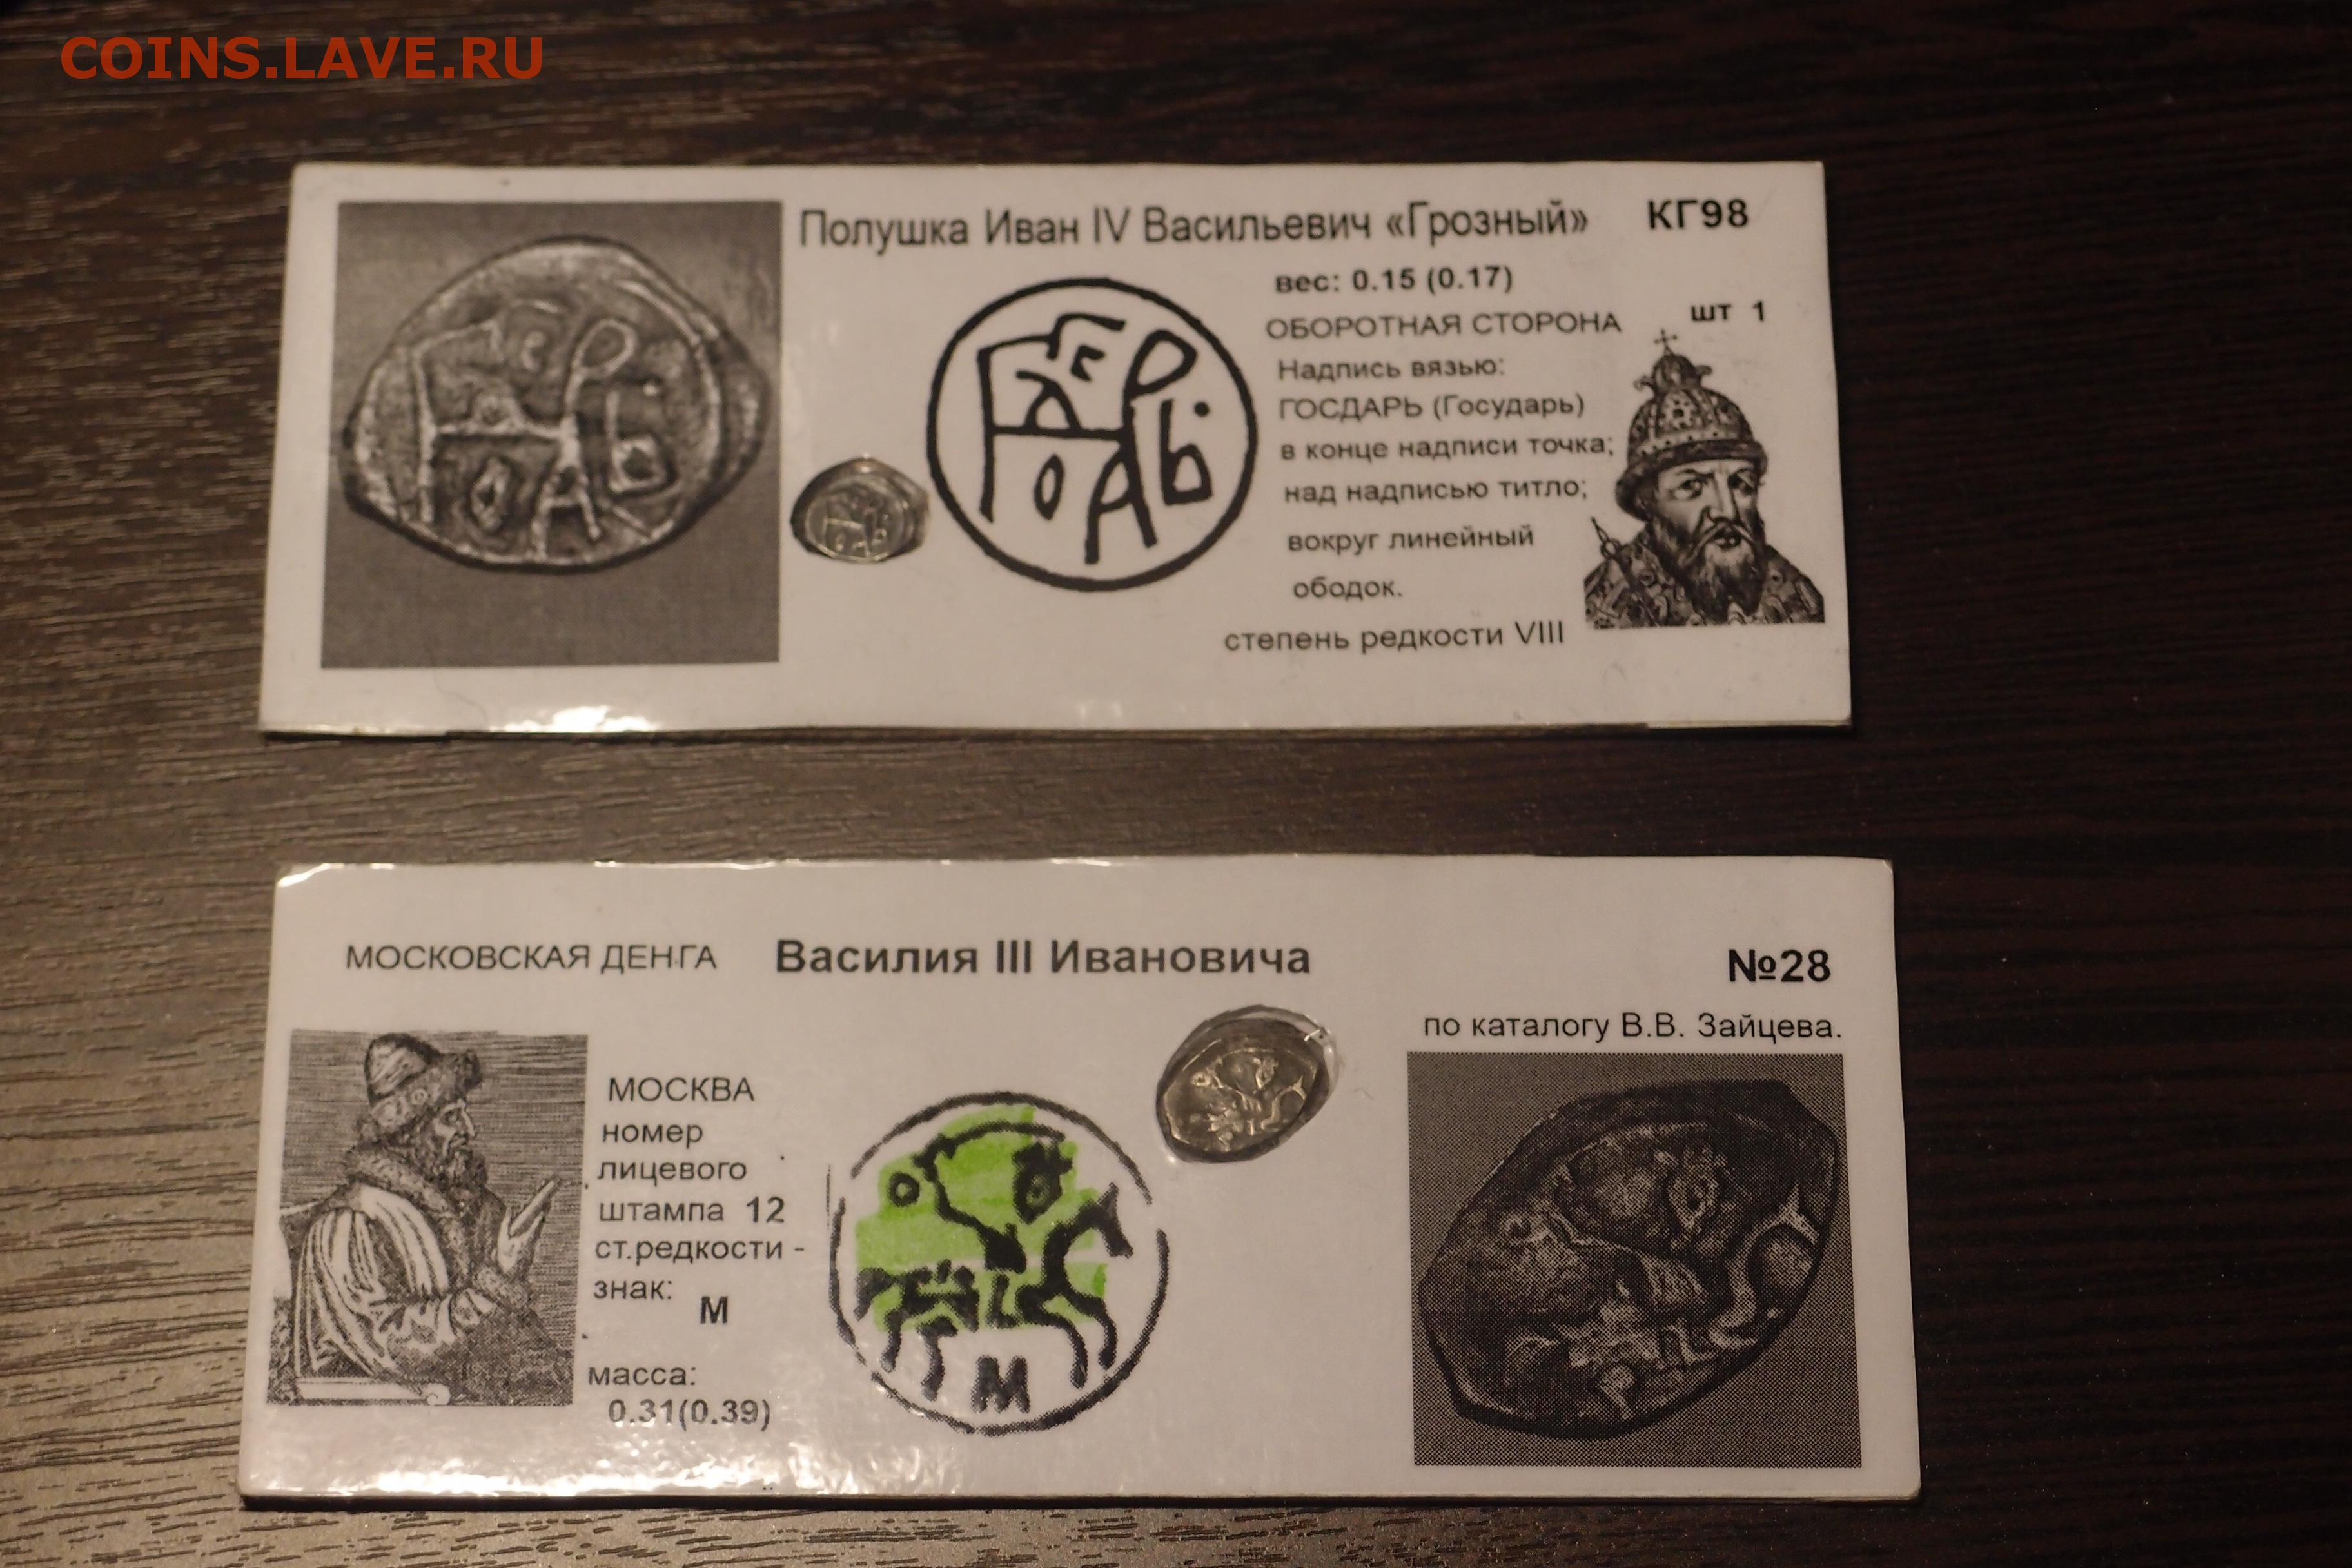 COINS.LAVE.RU
Полушка Иван IV Васильевич «Грозный» КГ98
вес: 0.15 (0.17)
шт 1
ОБОРОТНАЯ СТОРОНА
Надпись вязью:
ГОСДАРЬ (Государь)
в конце надписи точка;
над надписью титло;
вокруг линейный
ободок.
степень редкости VIII
МОСКОВСКАЯ ДЕНГА Василия III Ивановича №28
по каталогу В.В. Зайцева.
МОСКВА
номер
лицевого
штампа 12
ст.редкости -
знак:
М
масса:
0.31(0.39)
М